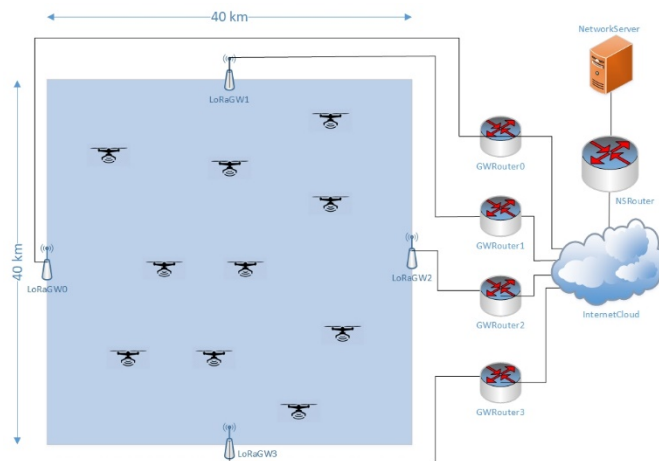 40 km
NetworkServer
LoRaGW1
GWRouter0
NSRouter
40 km
GWRouter1
LoRaGW0
LoRaGW2
InternetCloud
GWRouter2
GWRouter3
LoRaGW3